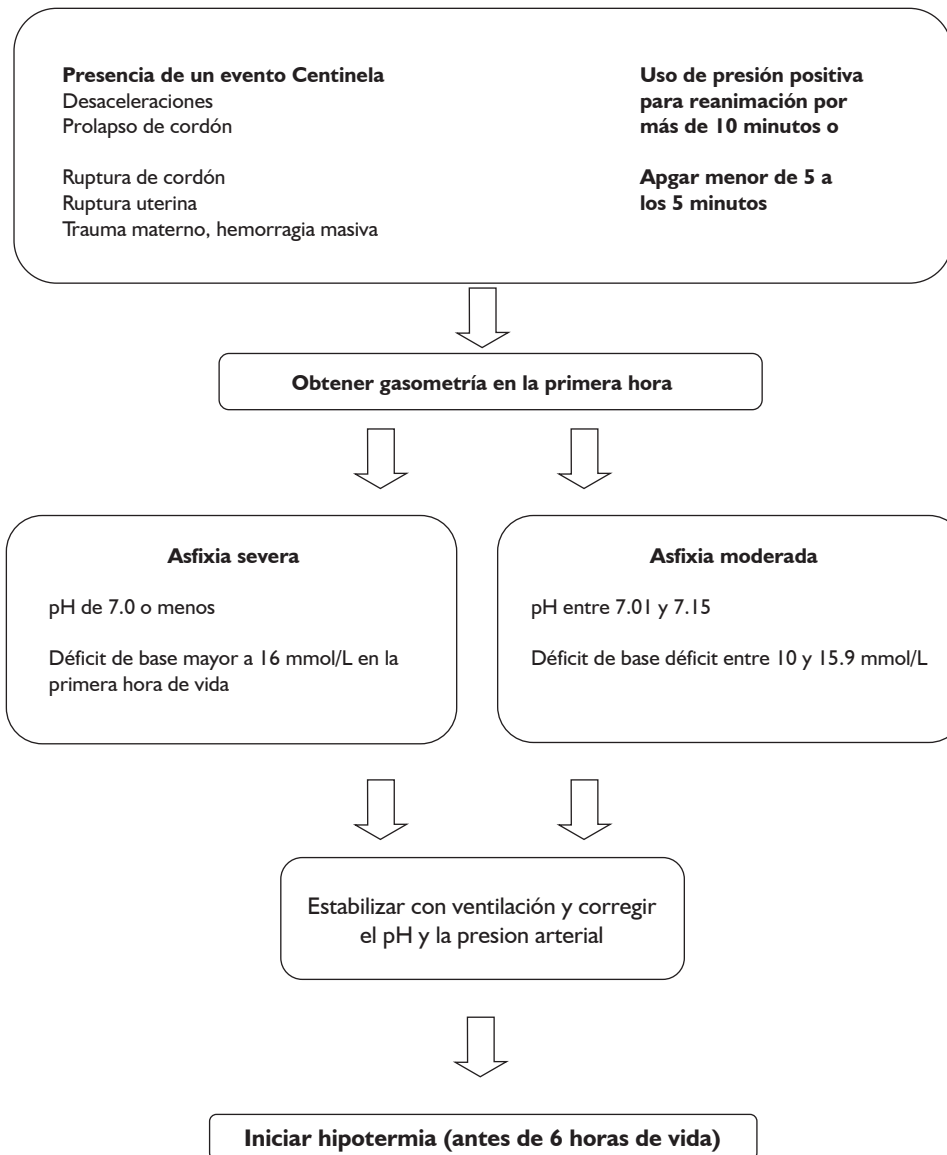 Presencia de un evento Centinela
Desaceleraciones
Prolapso de cordón
Ruptura de cordón
Ruptura uterina
Trauma materno, hemorragia masiva
Uso de presión positiva
para reanimación por
más de 10 minutos o
Apgar menor de 5 a
los 5 minutos
Obtener gasometría en la primera hora
Asfixia severa
pH de 7.0 o menos
Déficit de base mayor a 16 mmol/L en la
primera hora de vida
Asfixia moderada
pH entre 7.01 y 7.15
Déficit de base déficit entre 10 y 15.9 mmol/L
Estabilizar con ventilación y corregir
el pH y la presion arterial
Iniciar hipotermia (antes de 6 horas de vida)